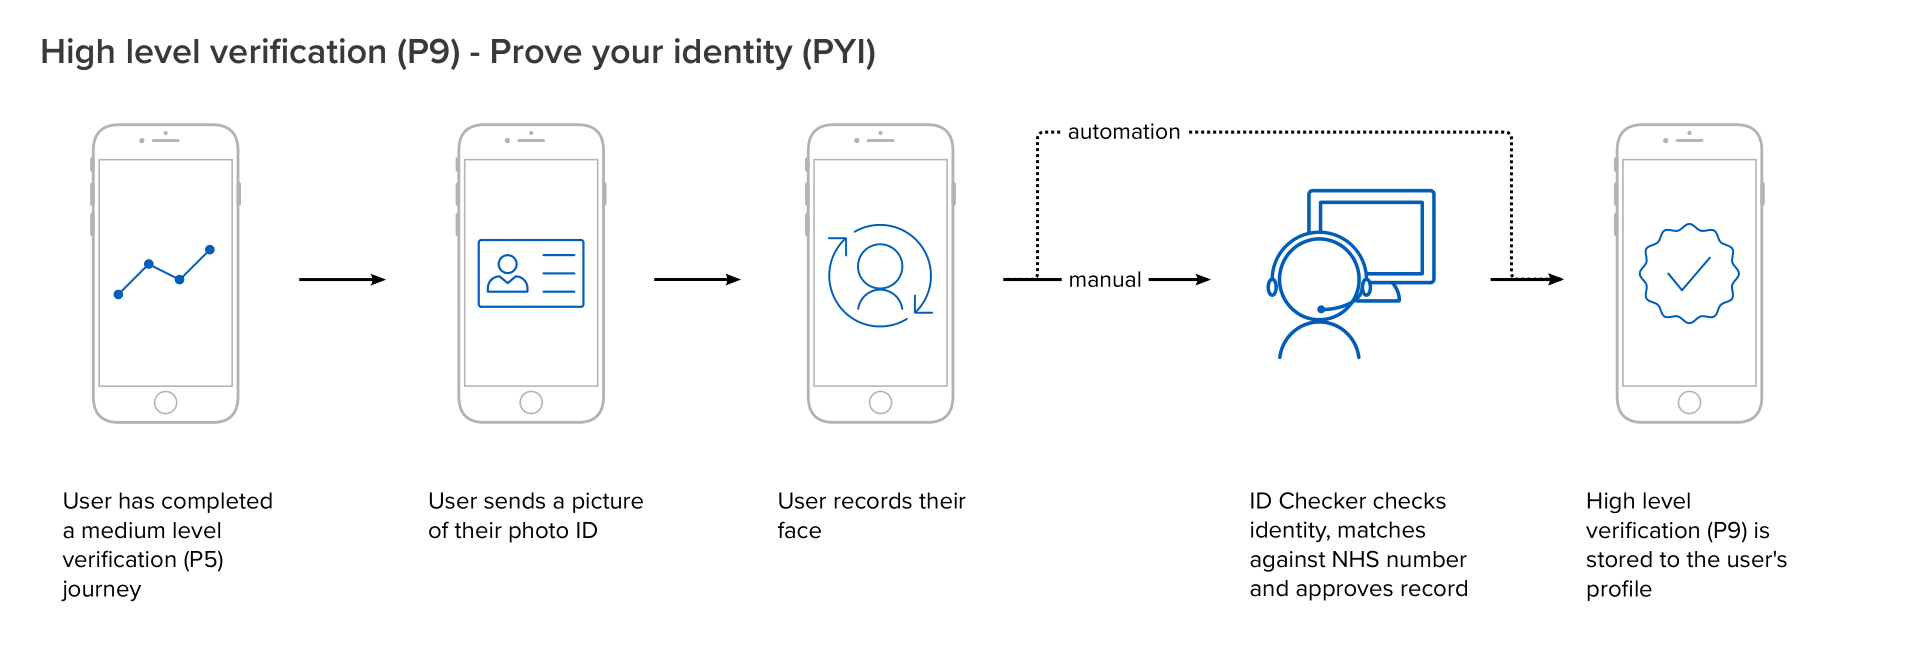 High level verification (P9) - Prove your identity (PYI)
automation
manual
User has completed
a medium level
verification (P5)
journey
User sends a picture
of their photo ID
User records their
face
ID Checker checks
identity, matches
against NHS number
and approves record
High level
verification (P9) is
stored to the user's
profile